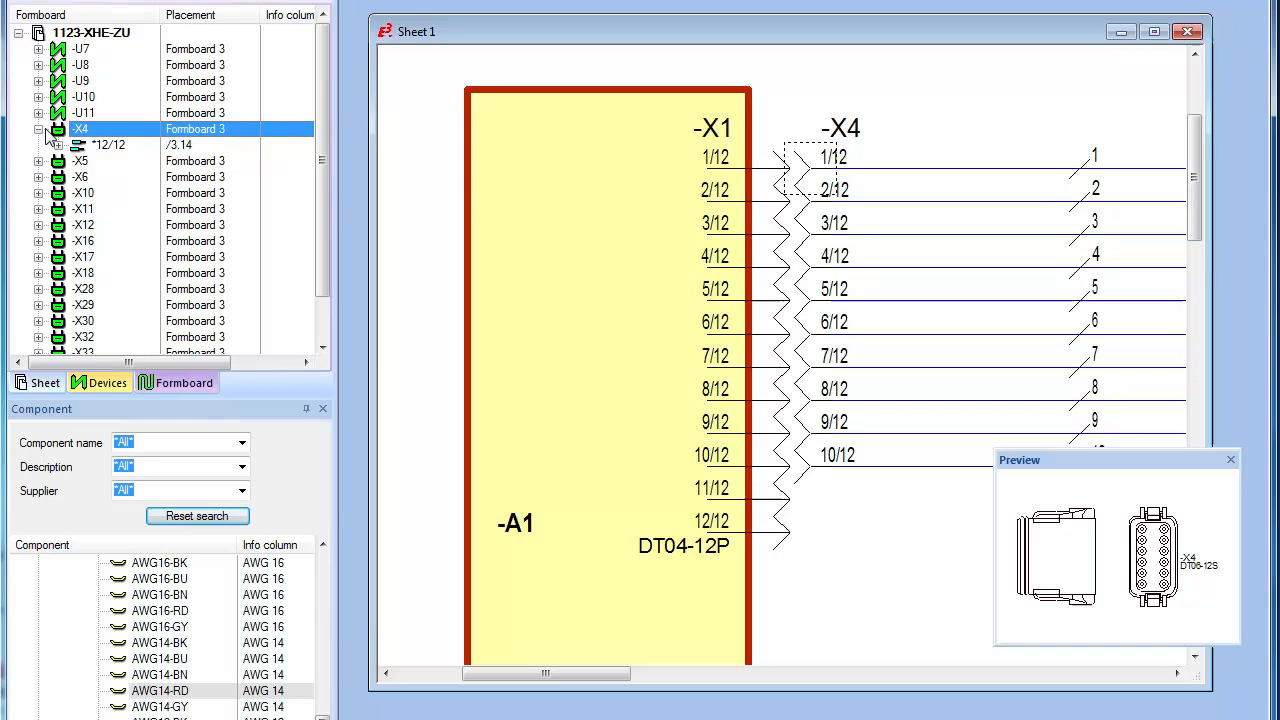 Formboard Placement Info colum
1123-XHE-ZU
-U7 Formboard 3
-U8 Formboard 3
-U9 Formboard 3
-U10 Formboard 3
-U11 Formboard 3
-X4 Formboard 3
*12/12 /3.14
-X5 Formboard 3
-X6 Formboard 3
-X10 Formboard 3
-X11 Formboard 3
-X12 Formboard 3
-X16 Formboard 3
-X17 Formboard 3
-X18 Formboard 3
-X28 Formboard 3
-X29 Formboard 3
-X30 Formboard 3
-X32 Formboard 3
-X33 Formboard 3
Sheet Devices Formboard
Component
Component name *All*
Description *All*
Supplier *All*
Reset search
Component Info column
AWG16-BK AWG 16
AWG16-BU AWG 16
AWG16-BN AWG 16
AWG16-RD AWG 16
AWG16-GY AWG 16
AWG14-BK AWG 14
AWG14-BU AWG 14
AWG14-BN AWG 14
AWG14-RD AWG 14
AWG14-GY AWG 14
Sheet 1
-X1 -X4
1/12 1/12 1
2/12 2/12 2
3/12 3/12 3
4/12 4/12 4
5/12 5/12 5
6/12 6/12 6
7/12 7/12 7
8/12 8/12 8
9/12 9/12 9
10/12 10/12
11/12
12/12
-A1
DT04-12P
Preview
-X4
DT06-12S